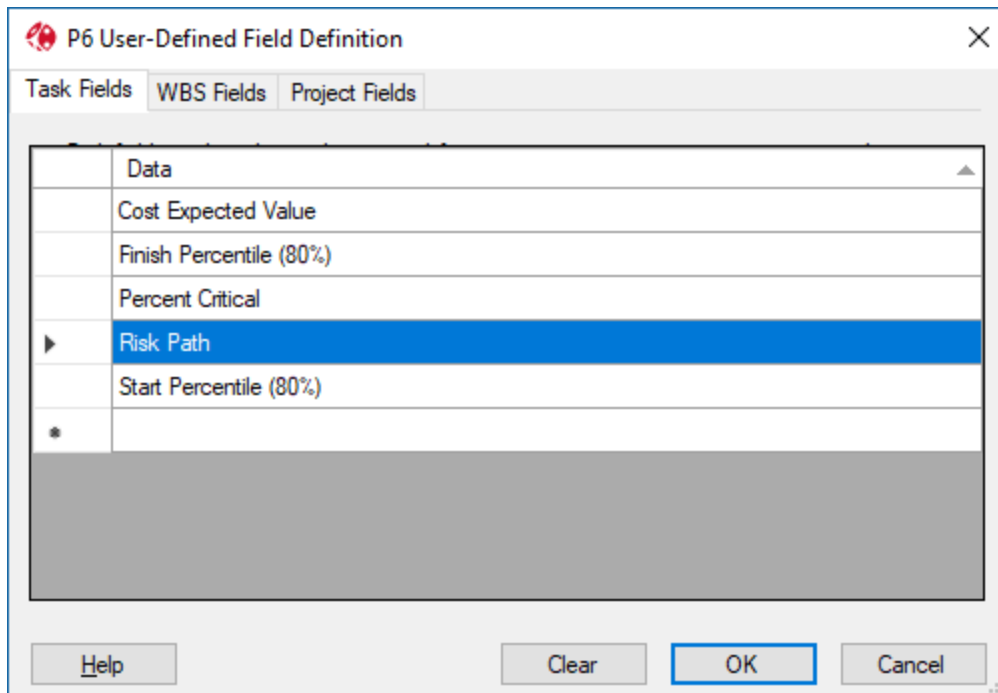 P6 User-Defined Field Definition
Task Fields WBS Fields Project Fields
Data
Cost Expected Value
Finish Percentile (80%)
Percent Critical
Risk Path
Start Percentile (80%)
Help Clear OK Cancel